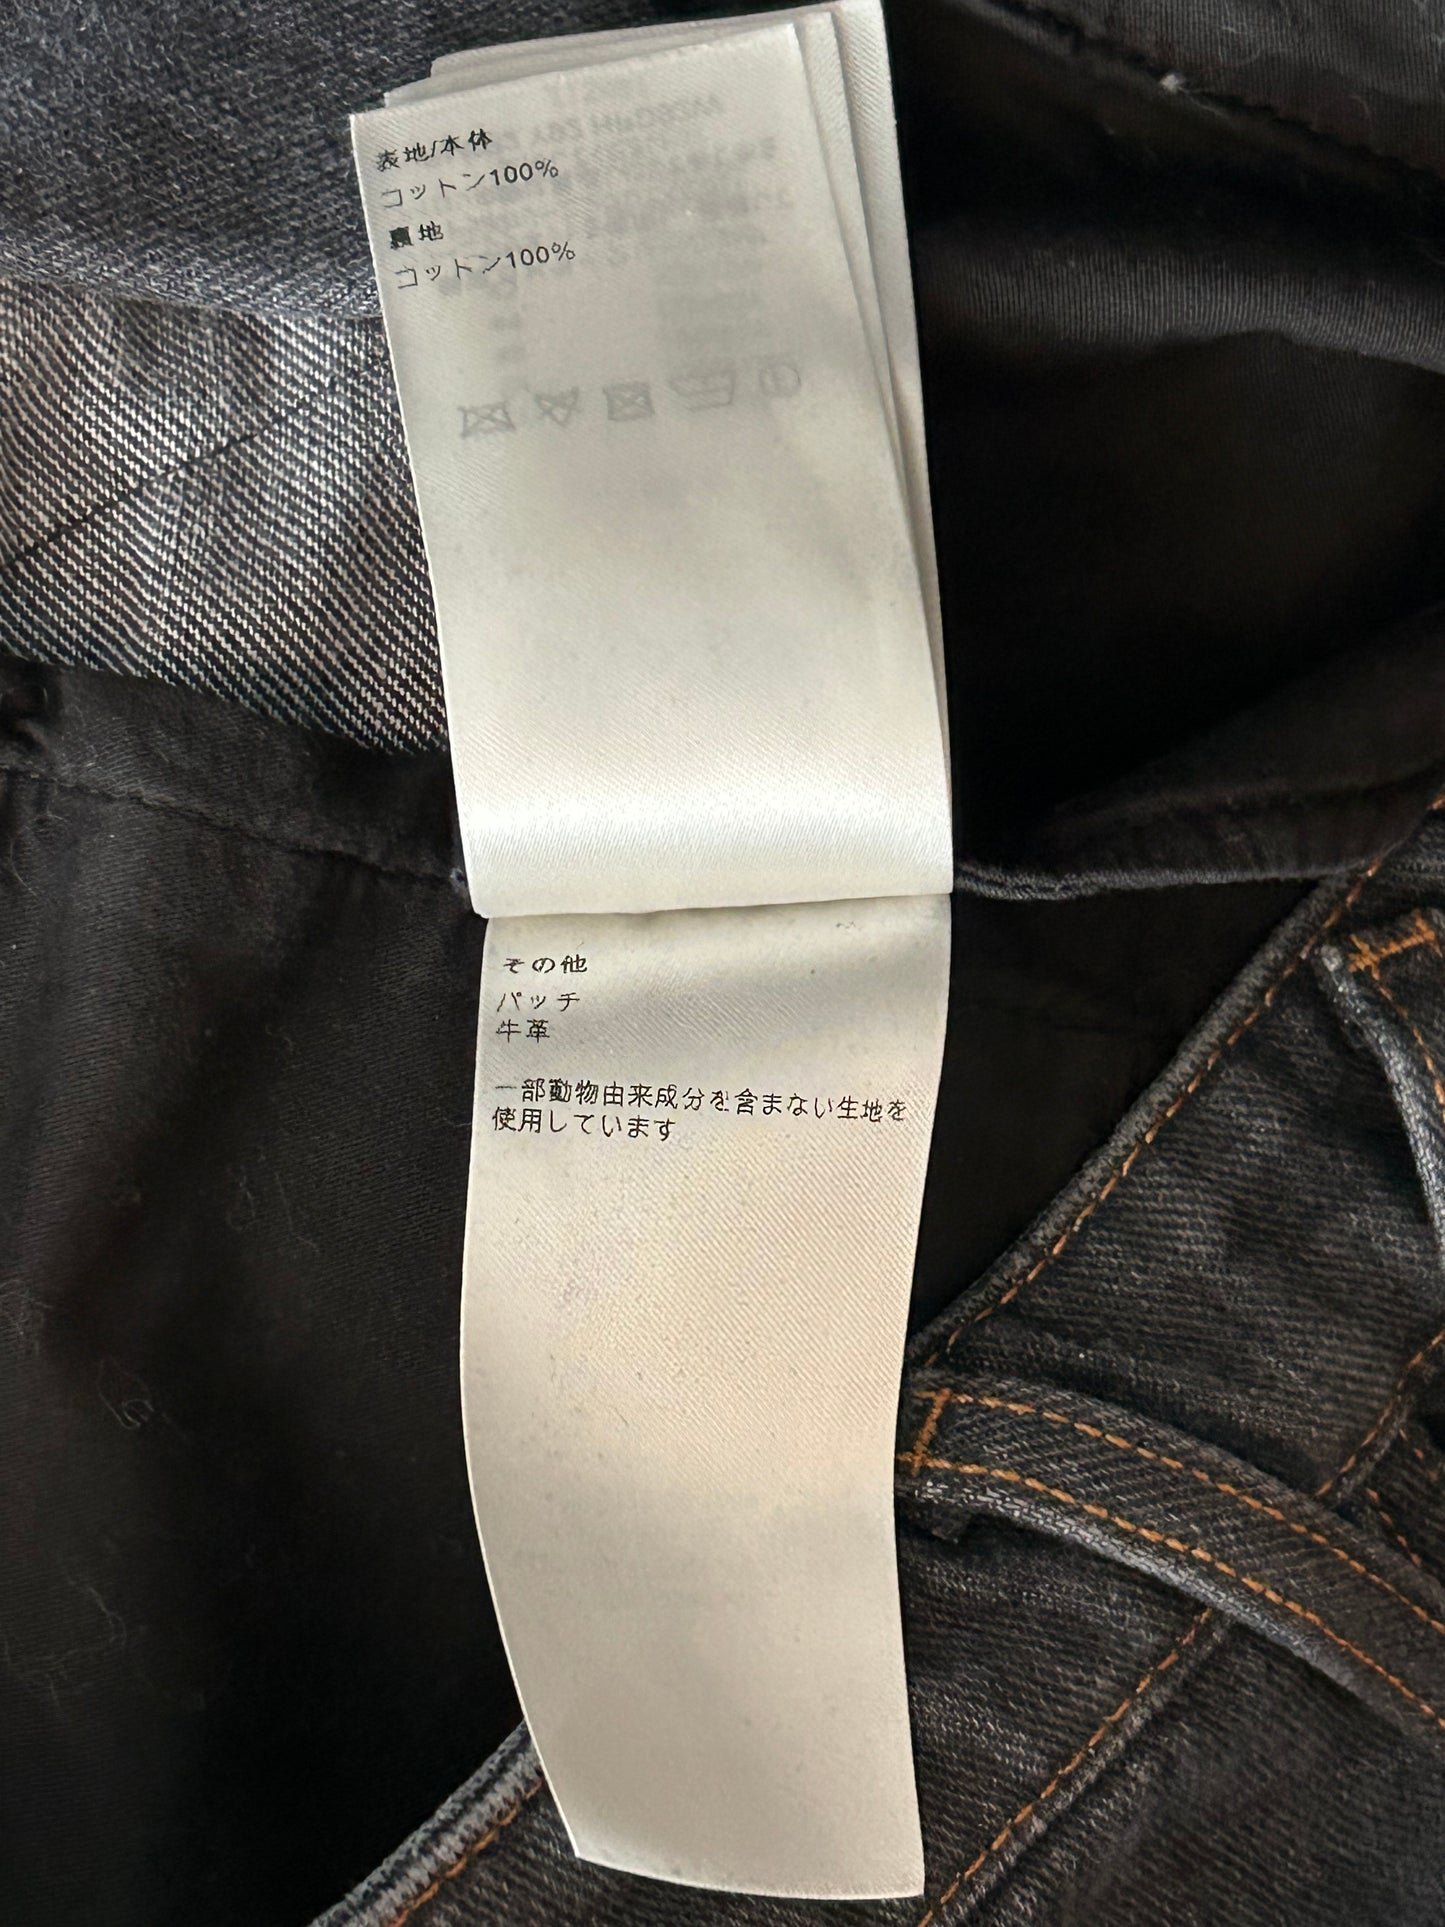 表地/本体
コットン100%
裏地
コットン100%
その他
パッチ
牛革
一部動物由来成分を含まない生地を
使用しています